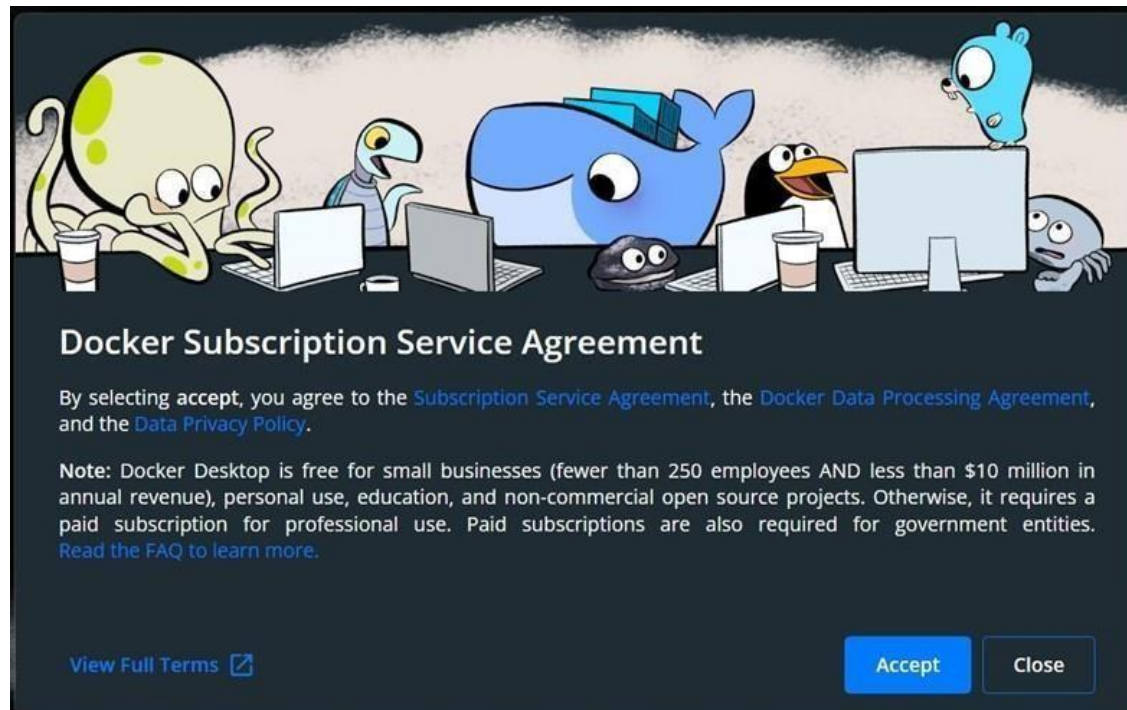 Docker Subscription Service Agreement
By selecting accept, you agree to the Subscription Service Agreement, the Docker Data Processing Agreement,
and the Data Privacy Policy.
Note: Docker Desktop is free for small businesses (fewer than 250 employees AND less than $10 million in
annual revenue), personal use, education, and non-commercial open source projects. Otherwise, it requires a
paid subscription for professional use. Paid subscriptions are also required for government entities.
Read the FAQ to learn more.
View Full Terms
Accept
Close